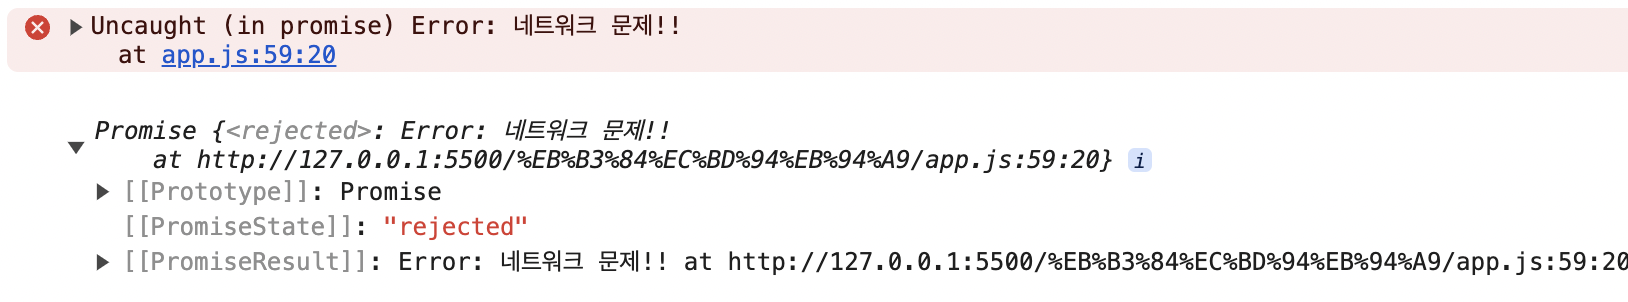 Uncaught (in promise) Error: 네트워크 문제!!
at app.js:59:20
Promise {<rejected>: Error: 네트워크 문제!!
at http://127.0.0.1:5500/%EB%B3%84%EC%BD%94%EB%94%A9/app.js:59:20} i
[[Prototype]]: Promise
[[PromiseState]]: "rejected"
[[PromiseResult]]: Error: 네트워크 문제!! at http://127.0.0.1:5500/%EB%B3%84%EC%BD%94%EB%94%A9/app.js:59:20